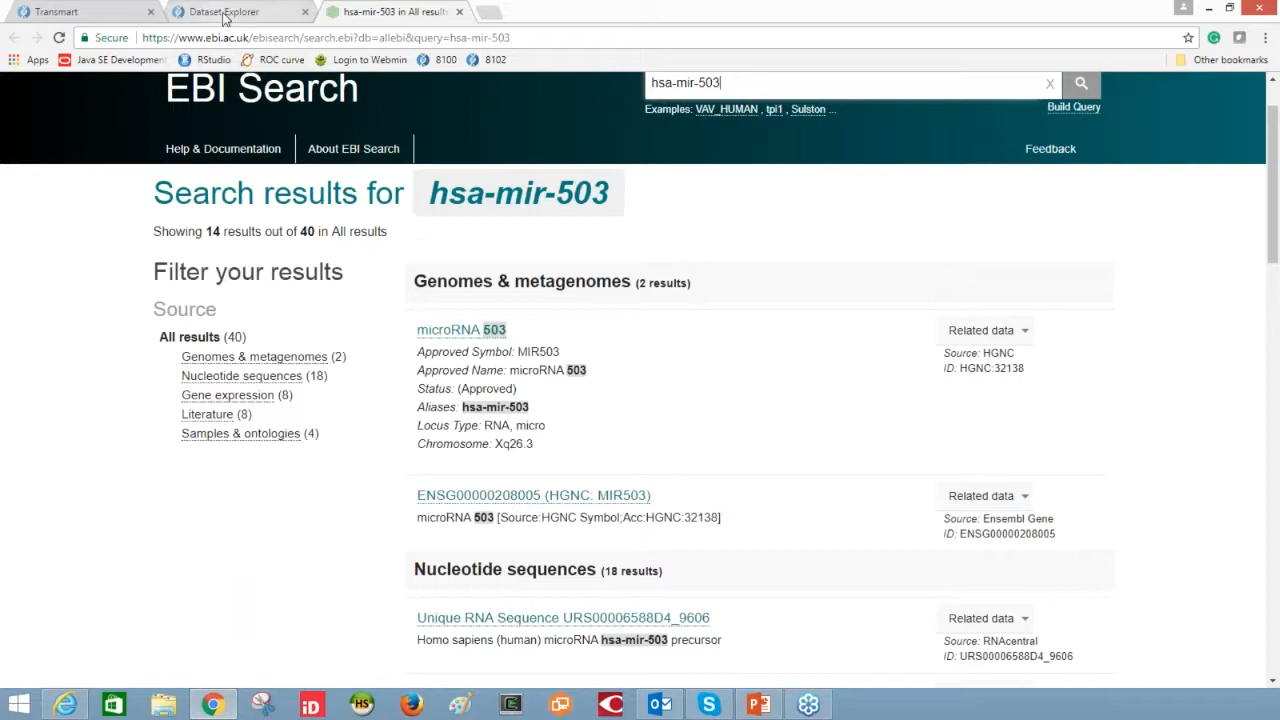 Transmart
Dataset Explorer
hsa-mir-503 in All results
Secure
https://www.ebi.ac.uk/ebisearch/search.ebi?db=allebi&query=hsa-mir-503
Apps
Java SE Development
RStudio
ROC curve
Login to Webmin
8100
8102
Other bookmarks
EBI Search
hsa-mir-503
X
Examples: VAV_HUMAN , tpi1 , Sulston ...
Build Query
Help & Documentation
About EBI Search
Feedback
Search results for hsa-mir-503
Showing 14 results out of 40 in All results
Filter your results
Source
All results (40)
Genomes & metagenomes (2)
Nucleotide sequences (18)
Gene expression (8)
Literature (8)
Samples & ontologies (4)
Genomes & metagenomes (2 results)
microRNA 503
Approved Symbol: MIR503
Approved Name: microRNA 503
Status: (Approved)
Aliases: hsa-mir-503
Locus Type: RNA, micro
Chromosome: Xq26.3
Related data
Source: HGNC
ID: HGNC:32138
ENSG00000208005 (HGNC: MIR503)
microRNA 503 [Source:HGNC Symbol;Acc:HGNC:32138]
Related data
Source: Ensembl Gene
ID: ENSG00000208005
Nucleotide sequences (18 results)
Unique RNA Sequence URS00006588D4_9606
Homo sapiens (human) microRNA hsa-mir-503 precursor
Related data
Source: RNAcentral
ID: URS00006588D4_9606
iD
HS